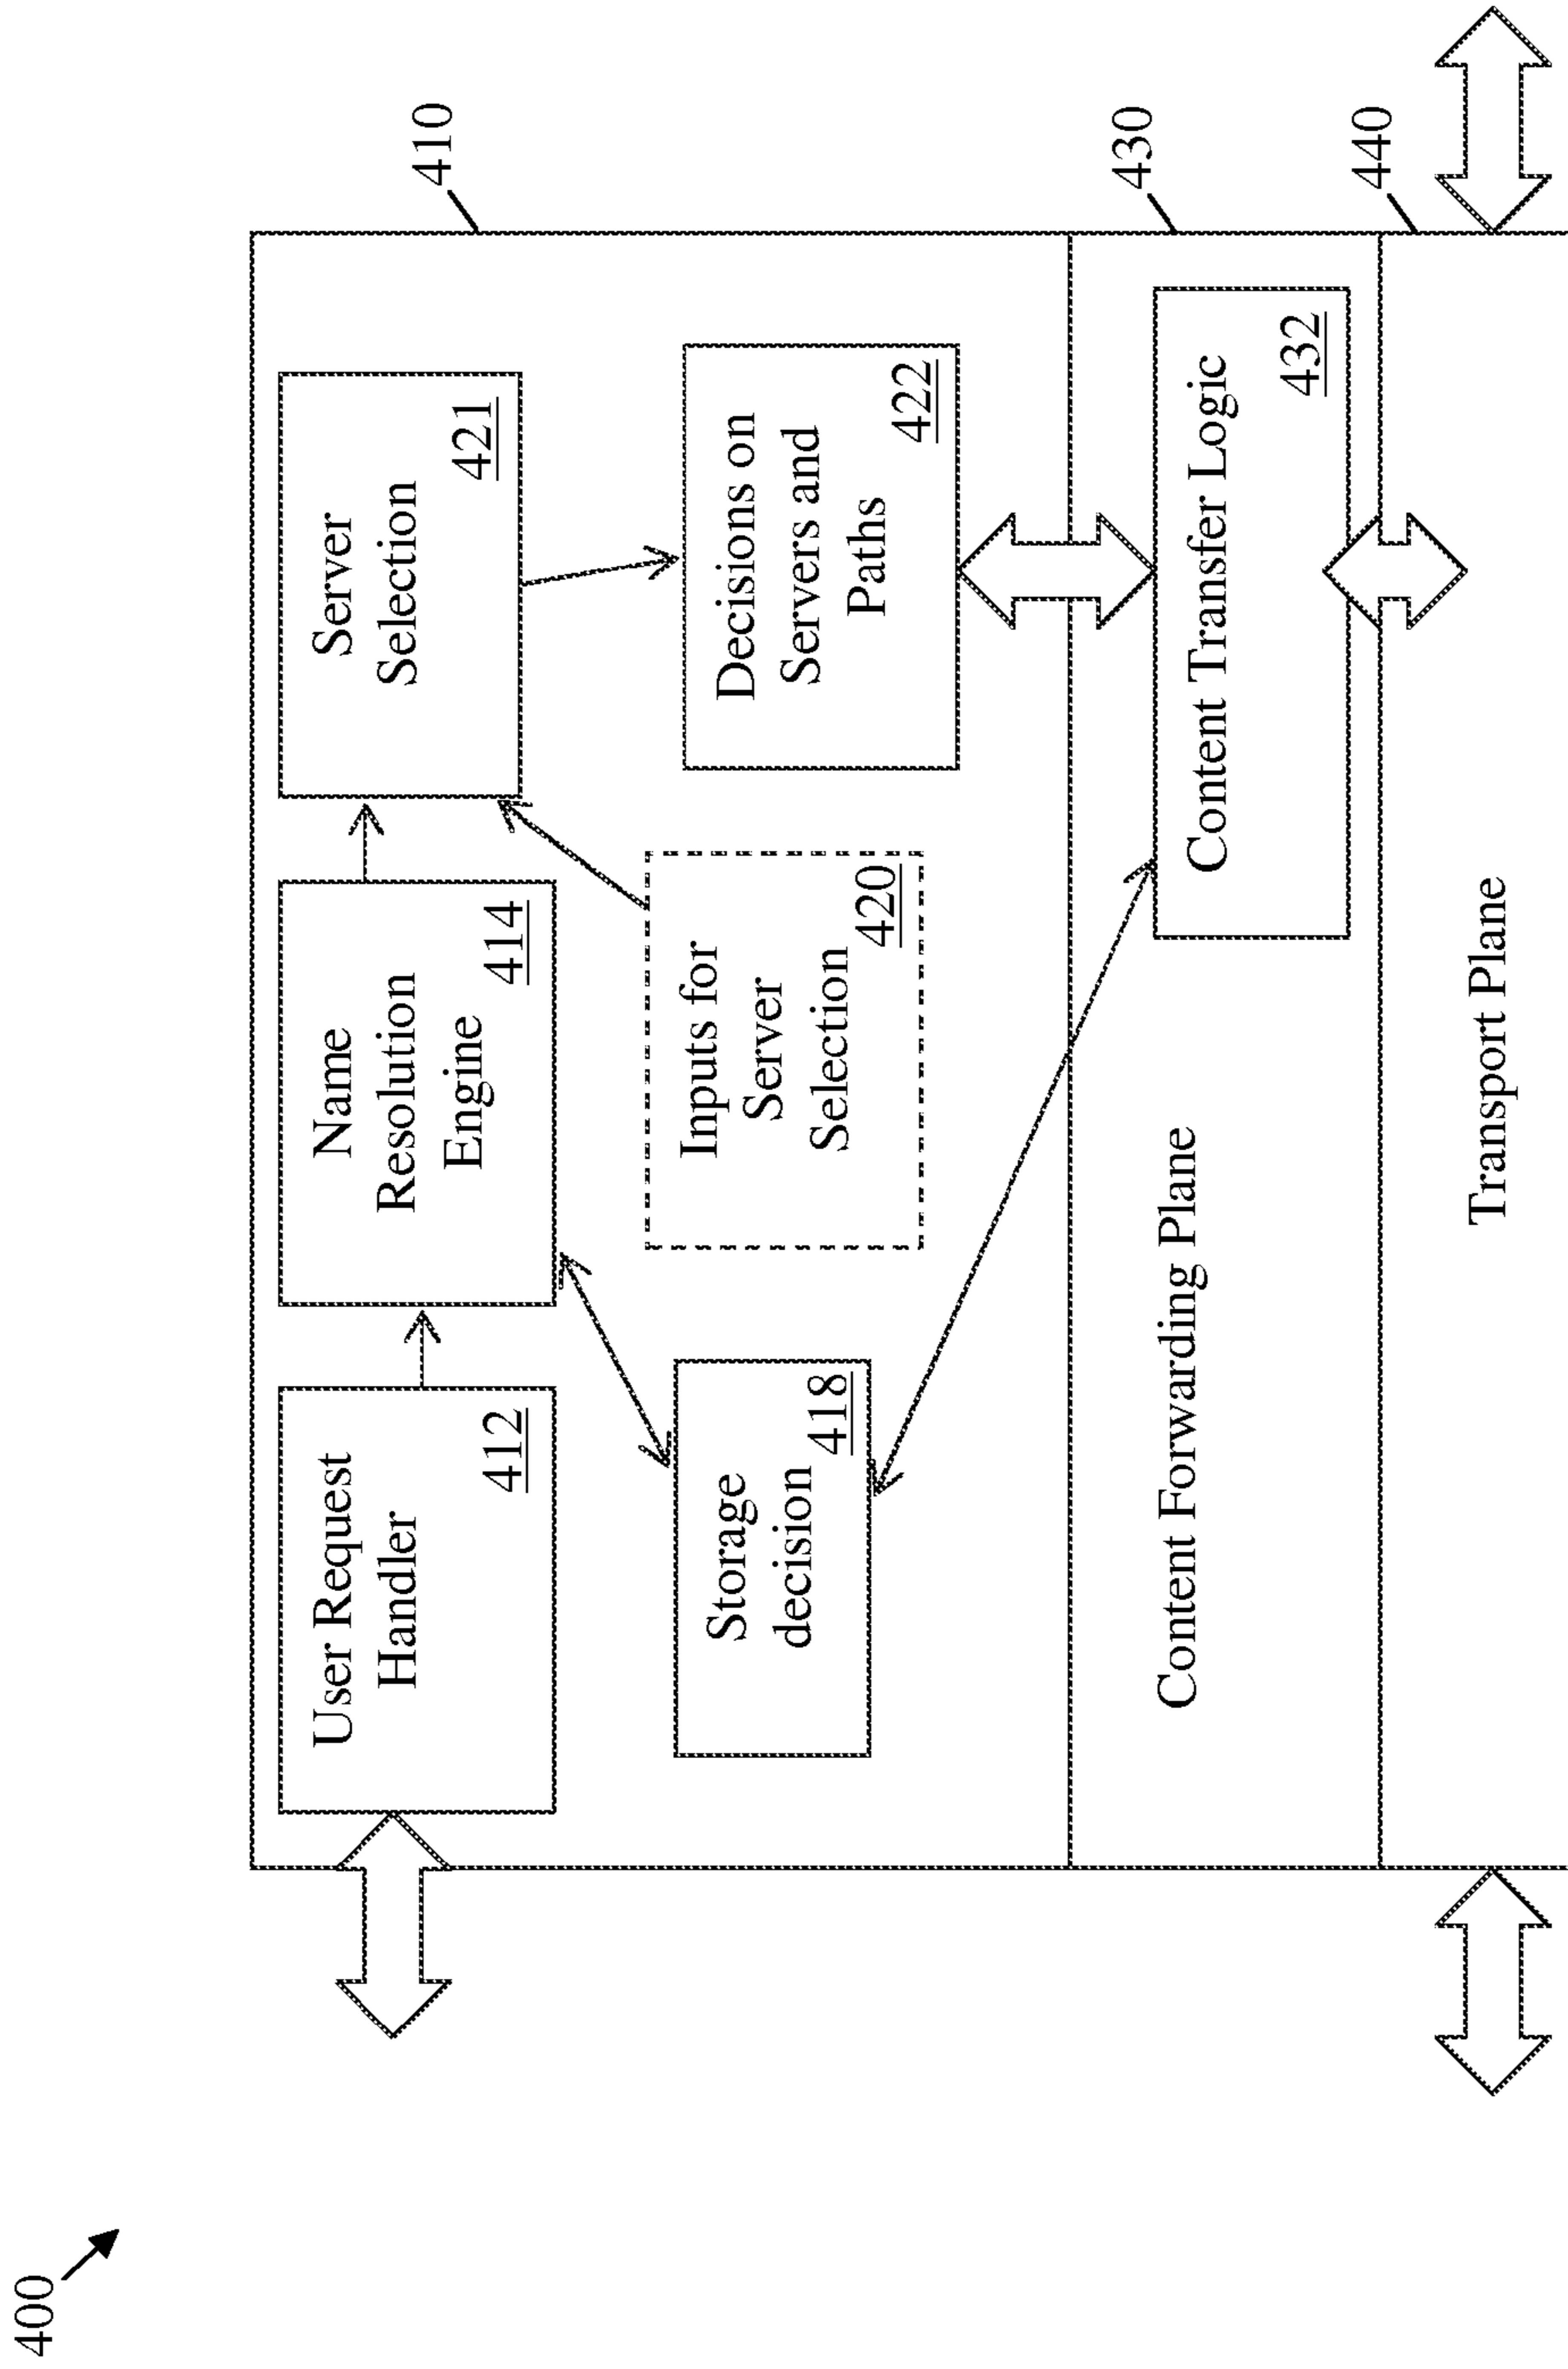 400
410
User Request
Handler
412
Name
Resolution
Engine
414
Server
Selection
421
Storage
decision
418
Inputs for
Server
Selection
420
Decisions on
Servers and
Paths
422
430
Content Forwarding Plane
Content Transfer Logic
432
440
Transport Plane